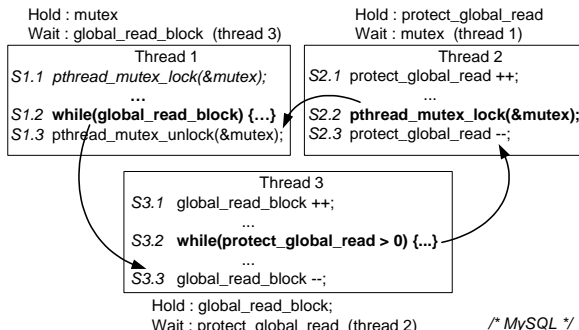 Hold : mutex
Wait : global_read_block  (thread 3)
Thread 1
S1.1 pthread_mutex_lock(&mutex);
...
S1.2 while(global_read_block) {...}
S1.3 pthread_mutex_unlock(&mutex);
Hold : protect_global_read
Wait : mutex  (thread 1)
Thread 2
S2.1 protect_global_read ++;
...
S2.2 pthread_mutex_lock(&mutex);
S2.3 protect_global_read --;
Thread 3
S3.1 global_read_block ++;
...
S3.2 while(protect_global_read > 0) {...}
...
S3.3 global_read_block --;
Hold : global_read_block;
Wait : protect_global_read  (thread 2)
/* MySQL */